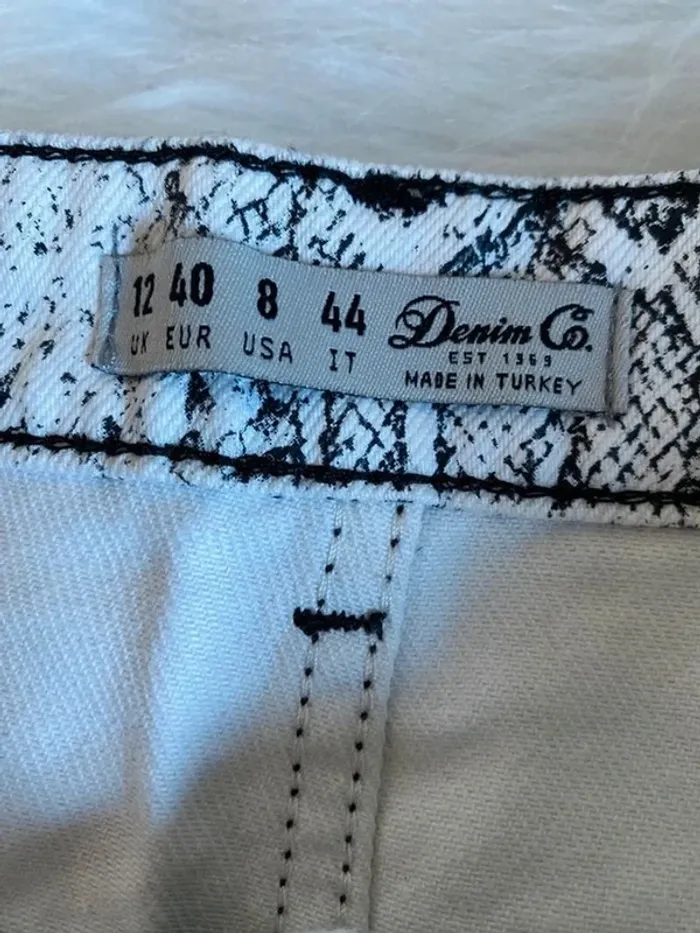 12 40 8 44
UK EUR USA IT
Denim Co.
EST 1969
MADE IN TURKEY